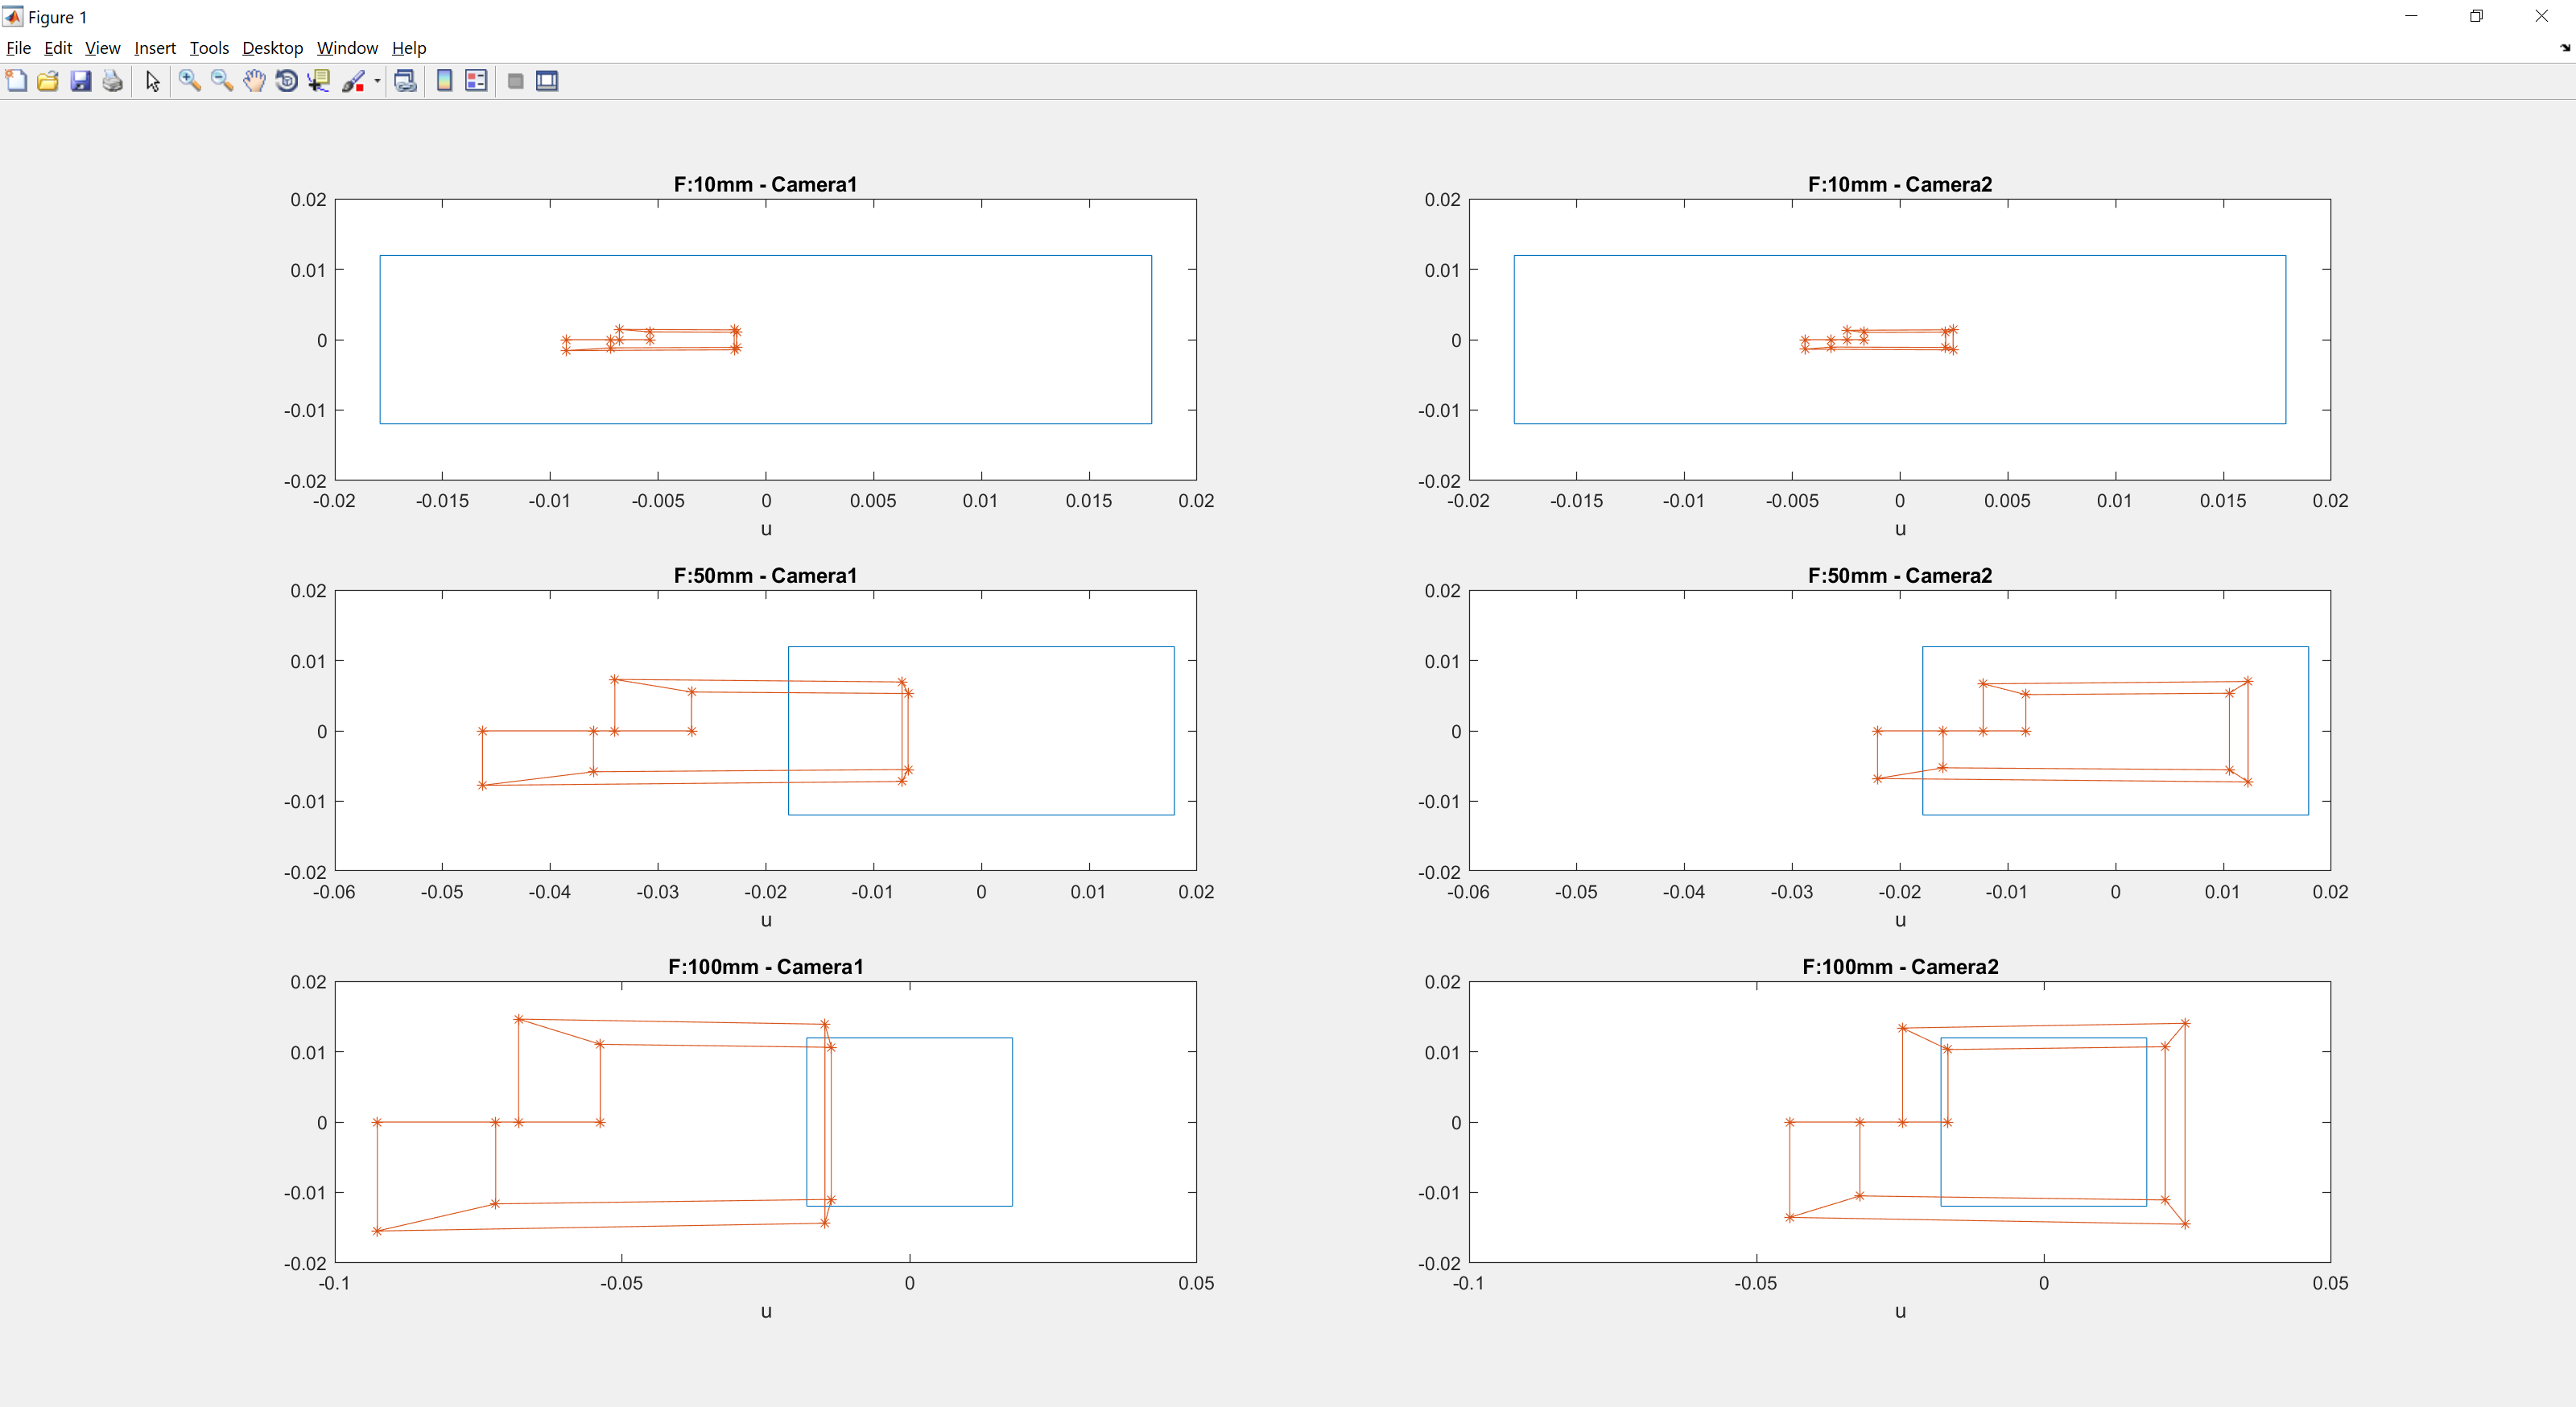 Figure 1
File Edit View Insert Tools Desktop Window Help
F:10mm - Camera1
0.02
0.01
0
-0.01
-0.02
-0.02 -0.015 -0.01 -0.005 0 0.005 0.01 0.015 0.02
u
F:10mm - Camera2
0.02
0.01
0
-0.01
-0.02
-0.02 -0.015 -0.01 -0.005 0 0.005 0.01 0.015 0.02
u
F:50mm - Camera1
0.02
0.01
0
-0.01
-0.02
-0.06 -0.05 -0.04 -0.03 -0.02 -0.01 0 0.01 0.02
u
F:50mm - Camera2
0.02
0.01
0
-0.01
-0.02
-0.06 -0.05 -0.04 -0.03 -0.02 -0.01 0 0.01 0.02
u
F:100mm - Camera1
0.02
0.01
0
-0.01
-0.02
-0.1 -0.05 0 0.05
u
F:100mm - Camera2
0.02
0.01
0
-0.01
-0.02
-0.1 -0.05 0 0.05
u